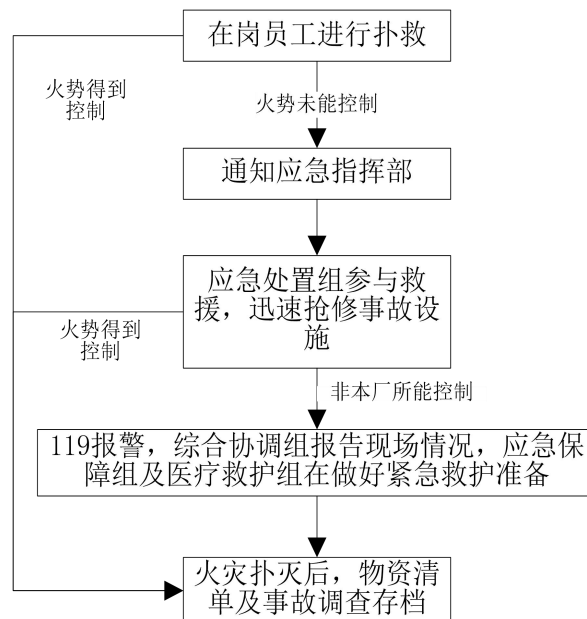 在岗员工进行扑救
火势得到
控制
火势未能控制
通知应急指挥部
应急处置组参与救
援，迅速抢修事故设
施
火势得到
控制
非本厂所能控制
119报警，综合协调组报告现场情况，应急保
障组及医疗救护组在做好紧急救护准备
火灾扑灭后，物资清
单及事故调查存档